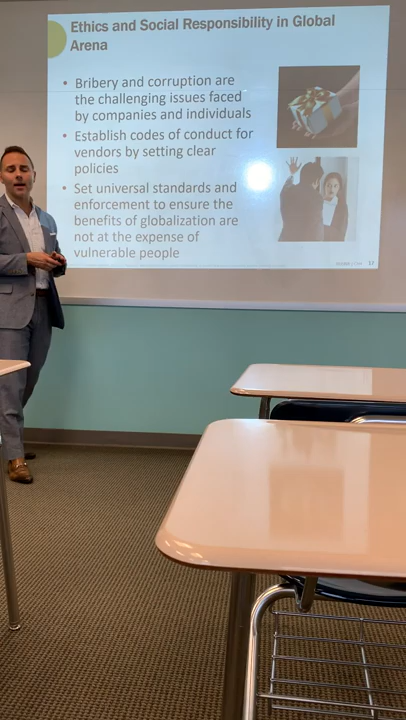 Ethics and Social Responsibility in Global
Arena
• Bribery and corruption are
the challenging issues faced
by companies and individuals
• Establish codes of conduct for
vendors by setting clear
policies
• Set universal standards and
enforcement to ensure the
benefits of globalization are
not at the expense of
vulnerable people
17